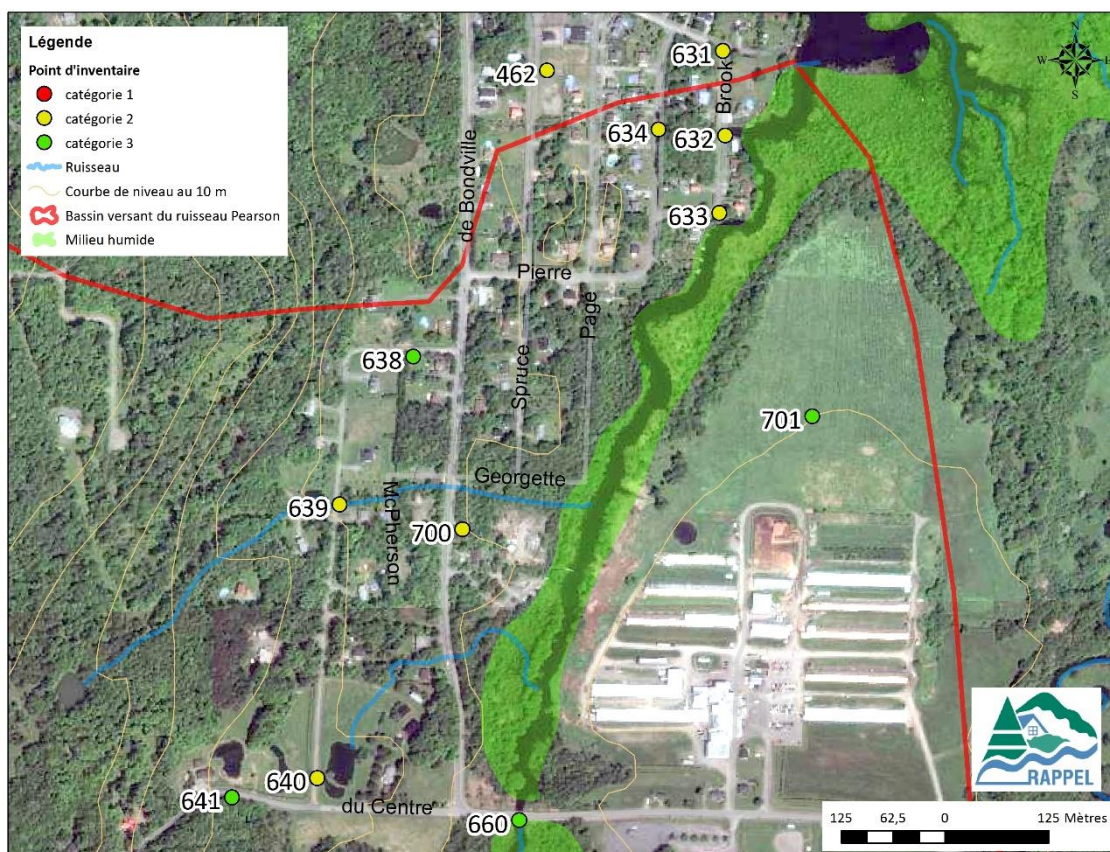 Légende
Point d'inventaire
catégorie 1
catégorie 2
catégorie 3
Ruisseau
Courbe de niveau au 10 m
Bassin versant du ruisseau Pearson
Milieu humide
N
W E
S
631
462
Brook
634
632
de Bondville
633
Pierre
Page
638
Spruce
701
Georgette
639
McPherson
700
640
641
du Centre
660
RAPPEL
125 62,5 0 125 Mètres